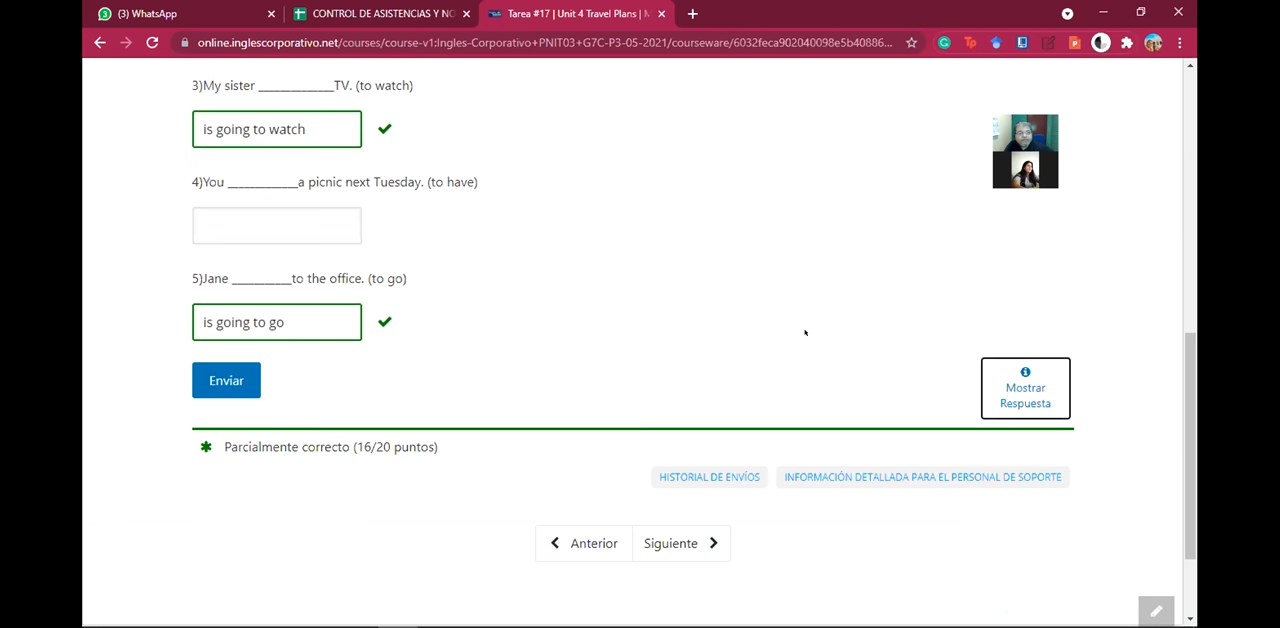 (3) WhatsApp
CONTROL DE ASISTENCIAS Y NO
Tarea #17 | Unit 4 Travel Plans | M
online.inglescorporativo.net/courses/course-v1:Ingles-Corporativo+PNIT03+G7C-P3-05-2021/courseware/6032feca902040098e5b40886...
3)My sister _____________TV. (to watch)
is going to watch
4)You ____________a picnic next Tuesday. (to have)
5)Jane __________to the office. (to go)
is going to go
Enviar
Mostrar
Respuesta
Parcialmente correcto (16/20 puntos)
HISTORIAL DE ENVÍOS
INFORMACIÓN DETALLADA PARA EL PERSONAL DE SOPORTE
Anterior
Siguiente